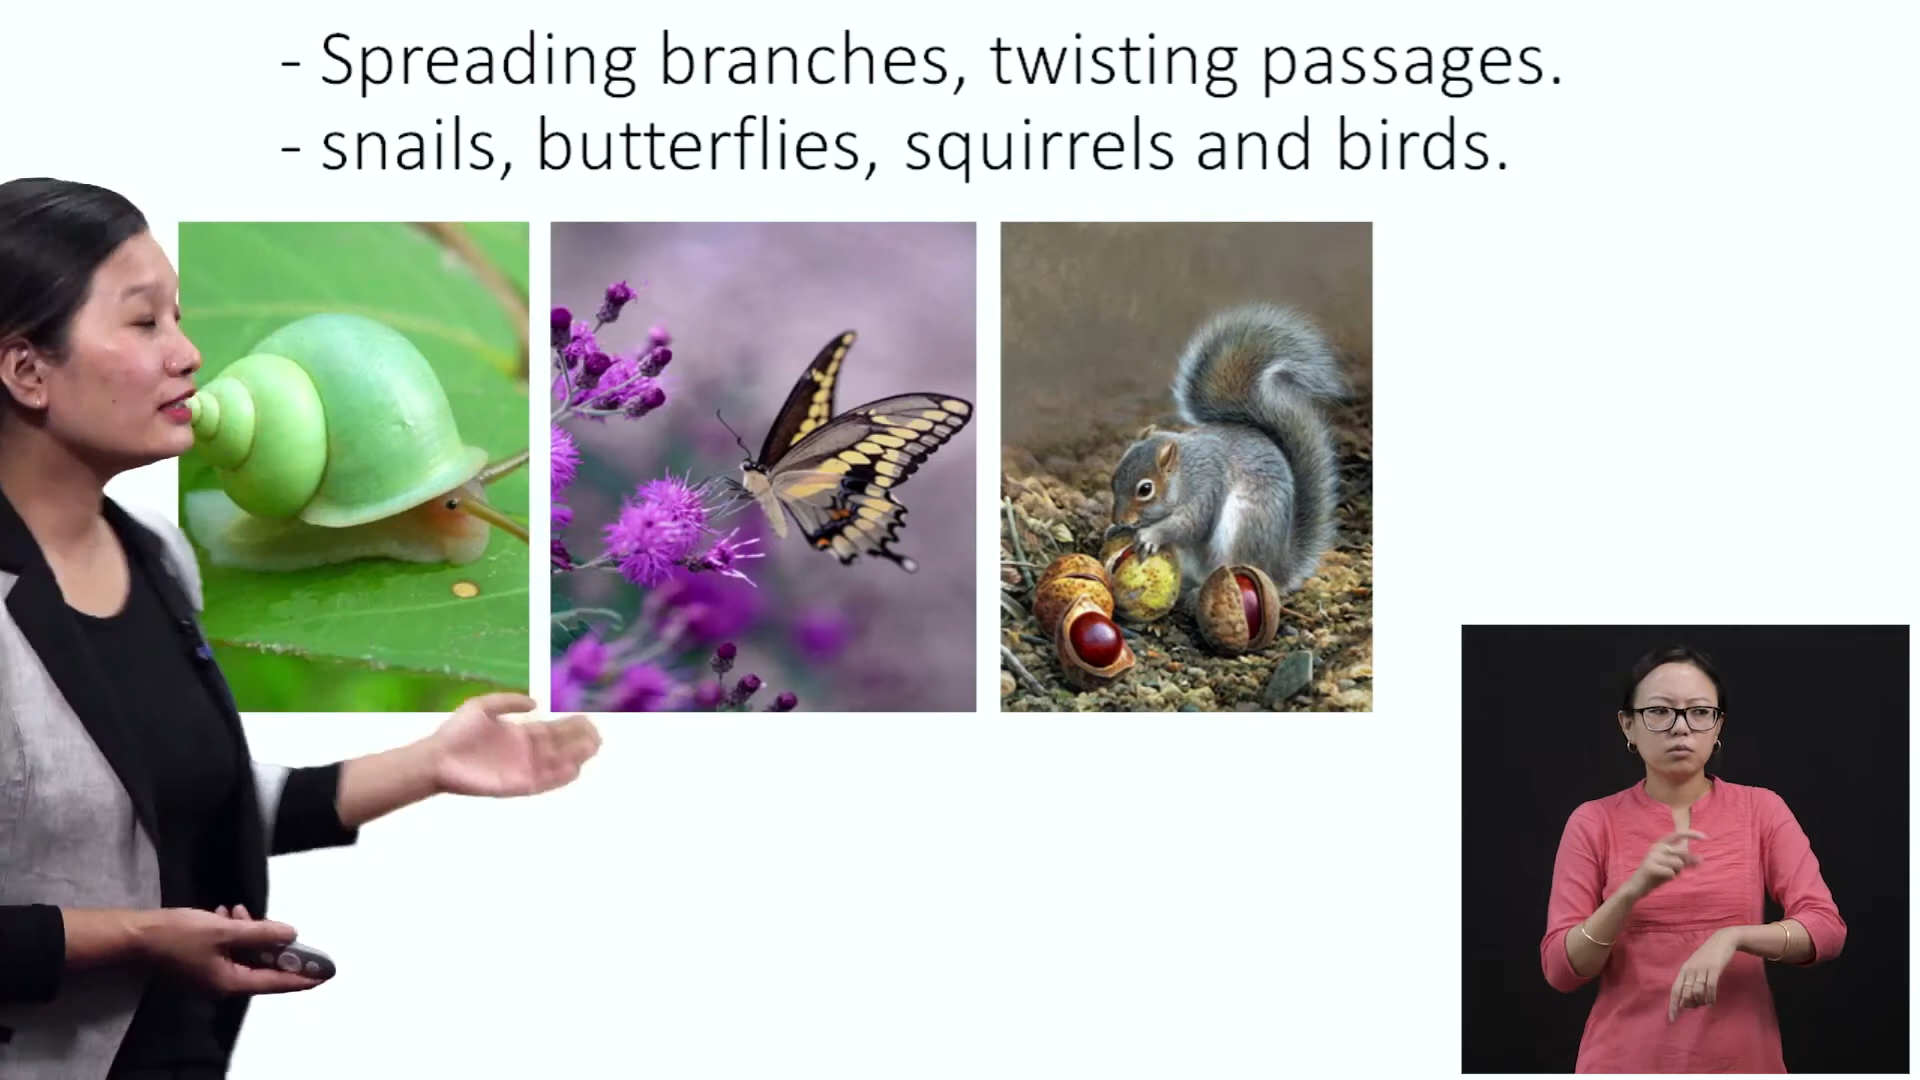 - Spreading branches, twisting passages.
- snails, butterflies, squirrels and birds.